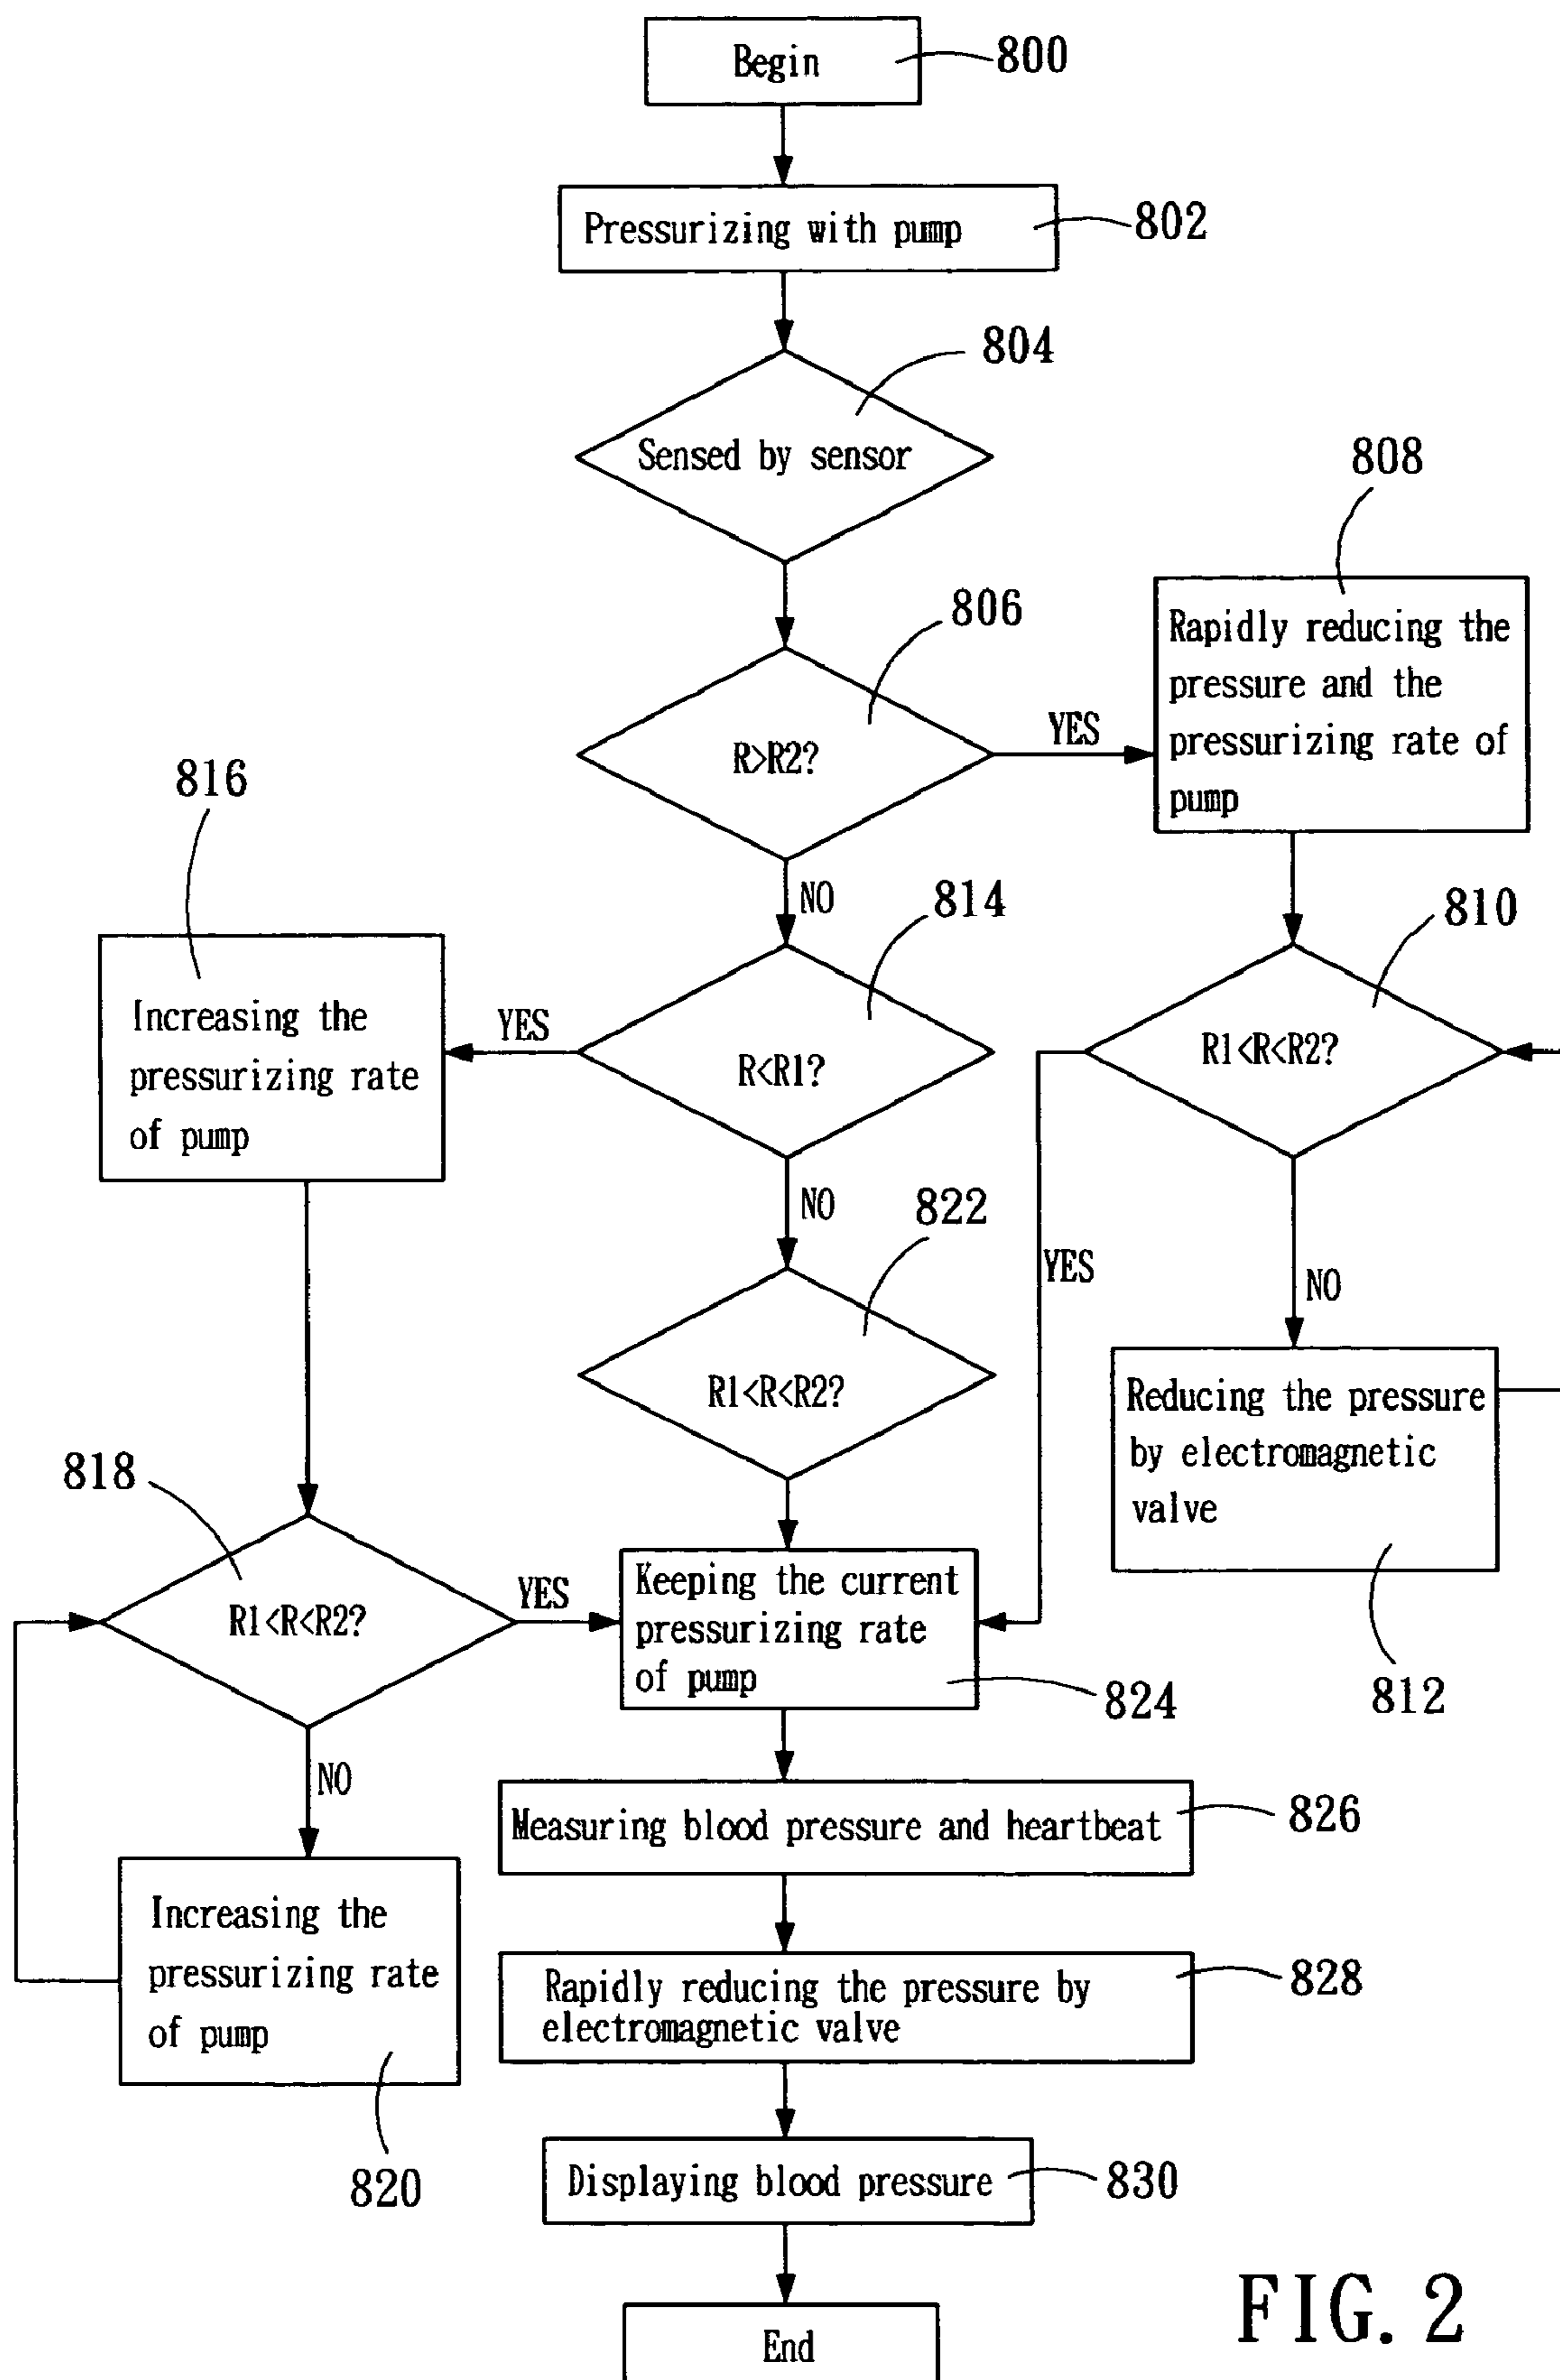 Begin
800
Pressurizing with pump
802
804
Sensed by sensor
806
R>R2?
YES
808
Rapidly reducing the
pressure and the
pressurizing rate of
pump
NO
814
R<R1?
YES
816
Increasing the
pressurizing rate
of pump
810
R1<R<R2?
YES
NO
Reducing the pressure
by electromagnetic
valve
812
NO
822
R1<R<R2?
818
R1<R<R2?
YES
NO
Increasing the
pressurizing rate
of pump
820
Keeping the current
pressurizing rate
of pump
824
Measuring blood pressure and heartbeat
826
Rapidly reducing the pressure by
electromagnetic valve
828
Displaying blood pressure
830
End
FIG. 2